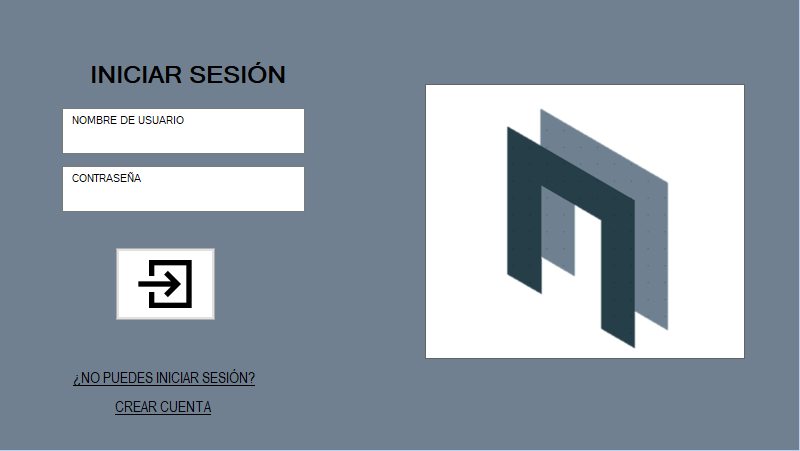 INICIAR SESIÓN
NOMBRE DE USUARIO
CONTRASEÑA
¿NO PUEDES INICIAR SESIÓN?
CREAR CUENTA